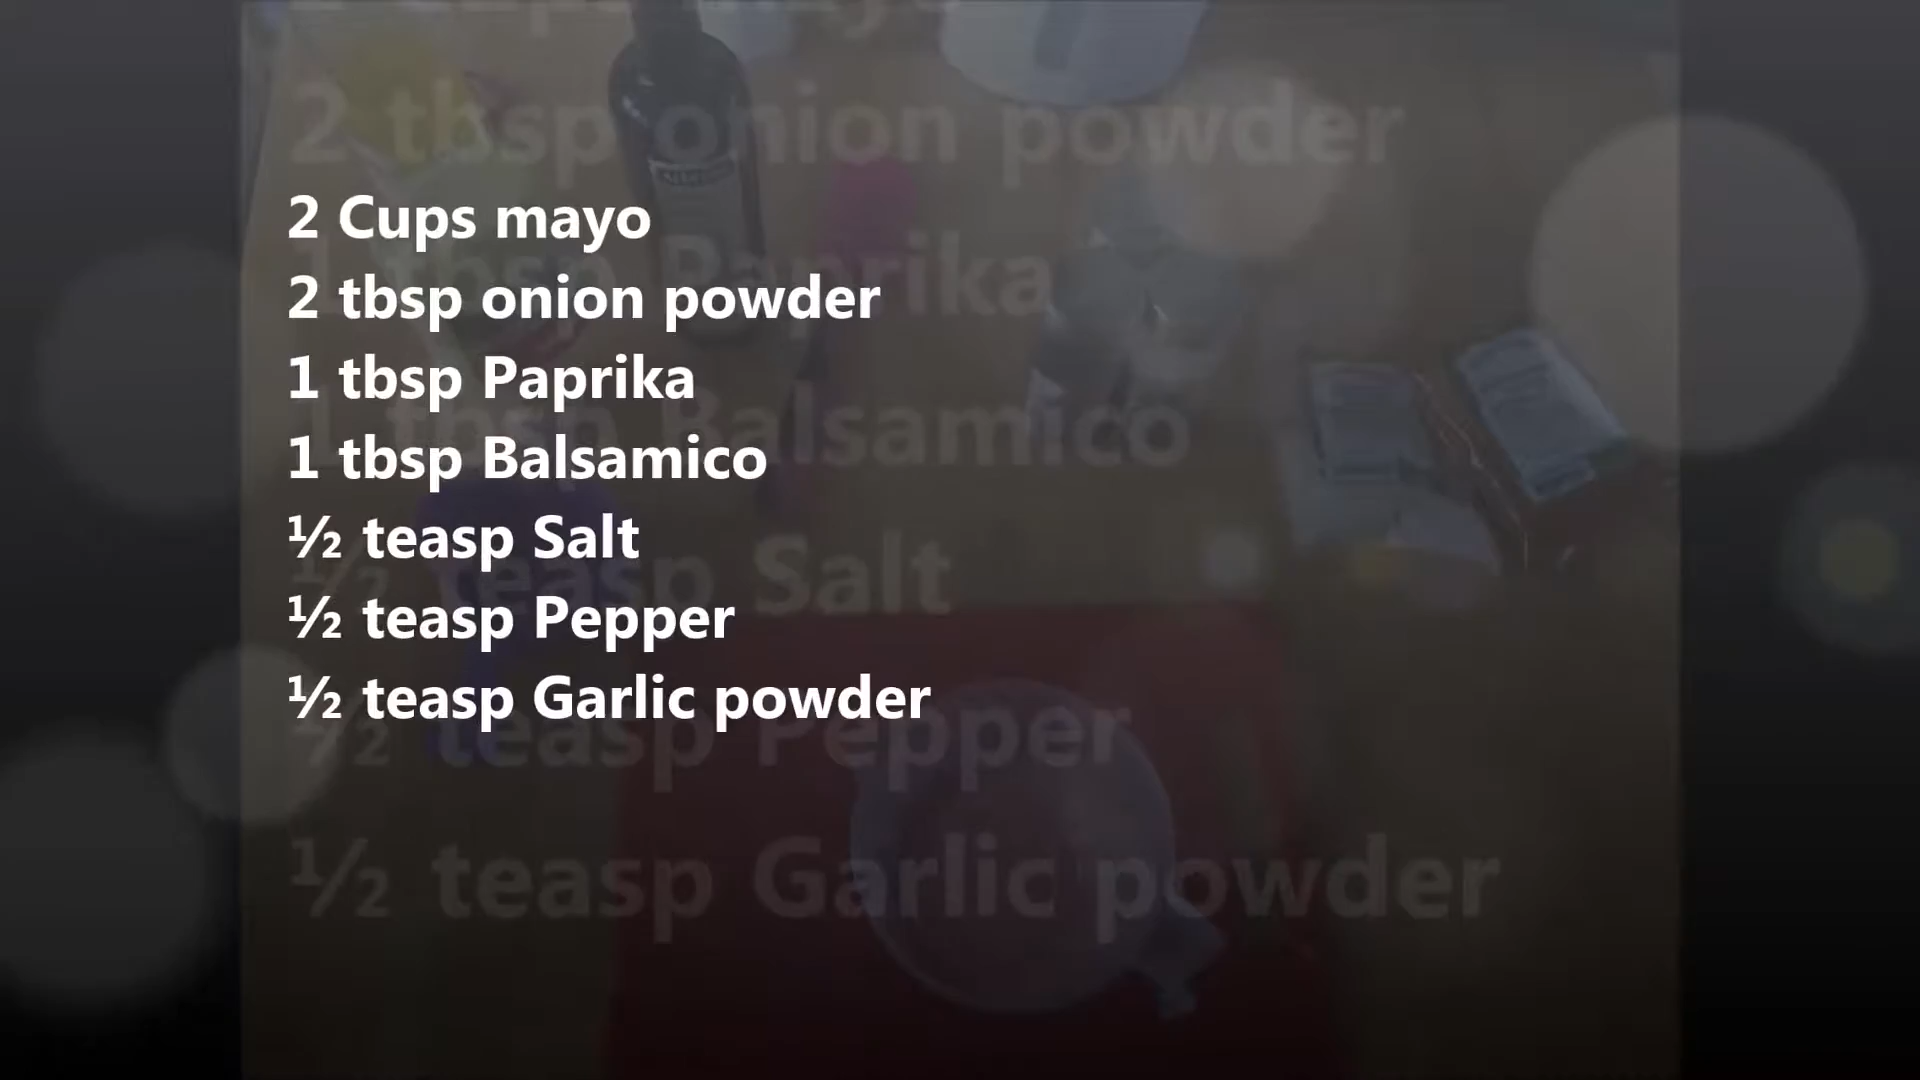 2 Cups mayo
2 tbsp onion powder
1 tbsp Paprika
1 tbsp Balsamico
½ teasp Salt
½ teasp Pepper
½ teasp Garlic powder